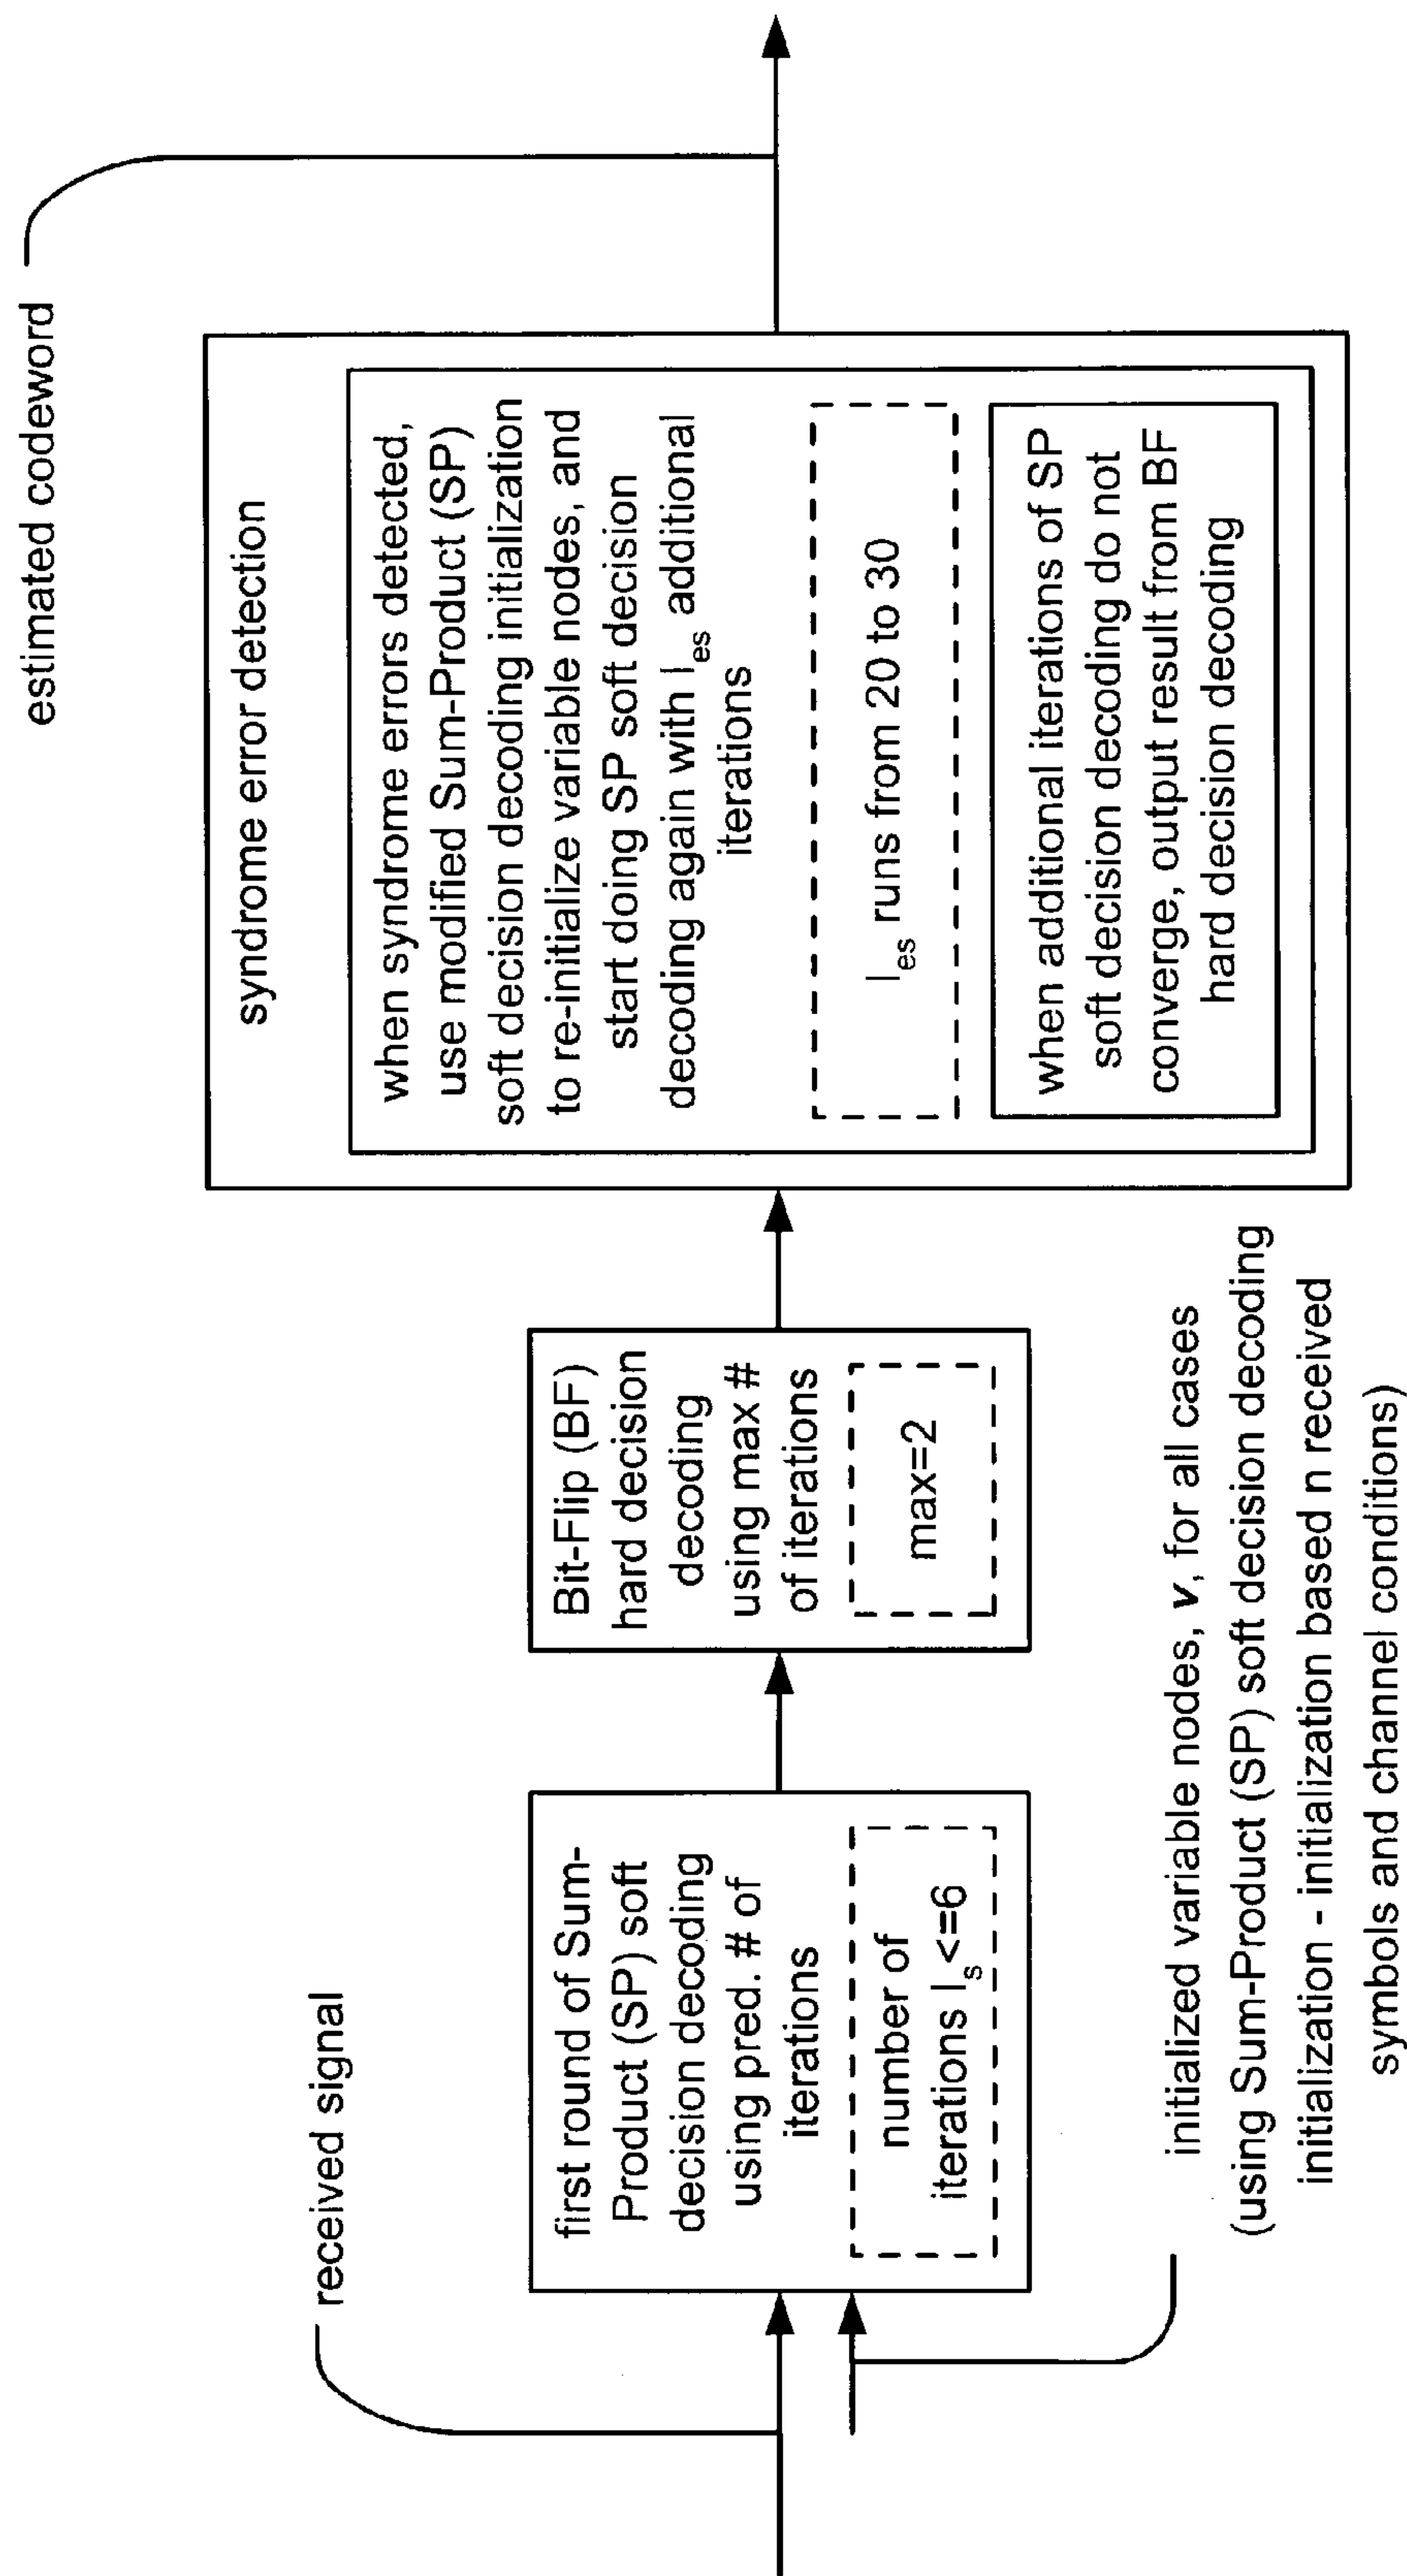 received signal
first round of Sum-
Product (SP) soft
decision decoding
using pred. # of
iterations
number of
iterations I_s <=6
initialized variable nodes, v, for all cases
(using Sum-Product (SP) soft decision decoding
initialization - initialization based n received
symbols and channel conditions)
Bit-Flip (BF)
hard decision
decoding
using max #
of iterations
max=2
syndrome error detection
when syndrome errors detected,
use modified Sum-Product (SP)
soft decision decoding initialization
to re-initialize variable nodes, and
start doing SP soft decision
decoding again with I_es additional
iterations
I_es runs from 20 to 30
when additional iterations of SP
soft decision decoding do not
converge, output result from BF
hard decision decoding
estimated codeword